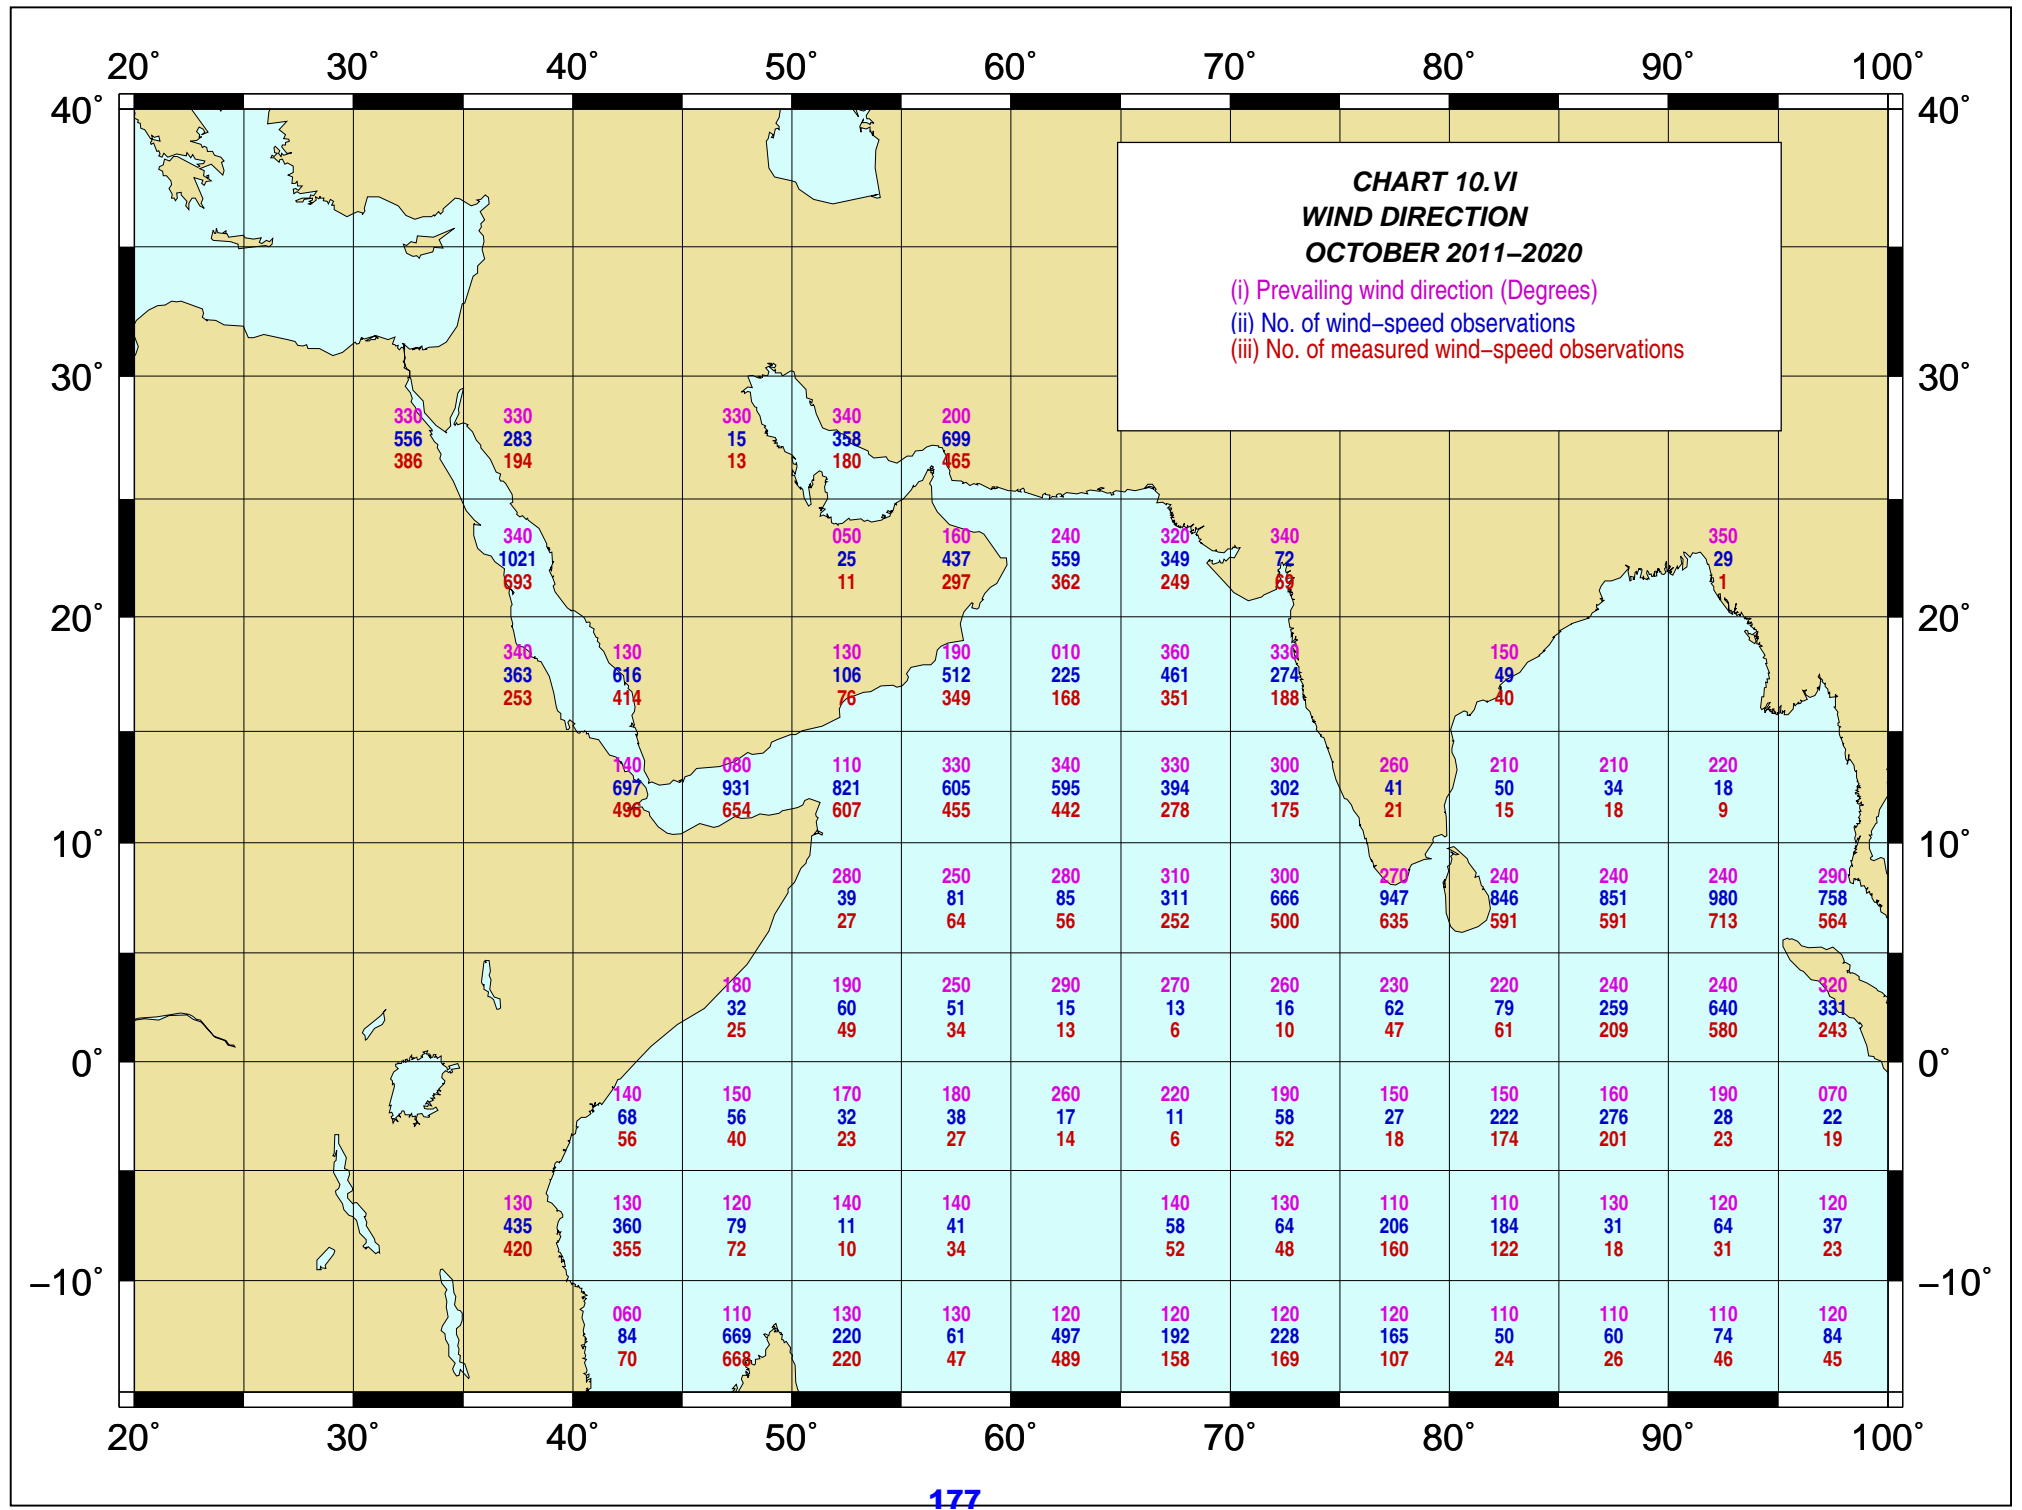 20° 30° 40° 50° 60° 70° 80° 90° 100°
40° 40°
CHART 10.VI
WIND DIRECTION
OCTOBER 2011–2020
(i) Prevailing wind direction (Degrees)
(ii) No. of wind–speed observations
(iii) No. of measured wind–speed observations
30° 30°
330 330 330 340 200
556 283 15 358 699
386 194 13 180 465
340 050 160 240 320 340 350
1021 25 437 559 349 72 29
693 11 297 362 249 69 1
20° 20°
340 130 130 190 010 360 330 150
363 616 106 512 225 461 274 49
253 414 76 349 168 351 188 40
140 080 110 330 340 330 300 260 210 210 220
697 931 821 605 595 394 302 41 50 34 18
496 654 607 455 442 278 175 21 15 18 9
10° 10°
280 250 280 310 300 270 240 240 240 290
39 81 85 311 666 947 846 851 980 758
27 64 56 252 500 635 591 591 713 564
180 190 250 290 270 260 230 220 240 240 320
32 60 51 15 13 16 62 79 259 640 331
25 49 34 13 6 10 47 61 209 580 243
0° 0°
140 150 170 180 260 220 190 150 150 160 190 070
68 56 32 38 17 11 58 27 222 276 28 22
56 40 23 27 14 6 52 18 174 201 23 19
130 130 120 140 140 140 130 110 110 130 120 120
435 360 79 11 41 58 64 206 184 31 64 37
420 355 72 10 34 52 48 160 122 18 31 23
–10° –10°
060 110 130 130 120 120 120 120 110 110 110 120
84 669 220 61 497 192 228 165 50 60 74 84
70 668 220 47 489 158 169 107 24 26 46 45
20° 30° 40° 50° 60° 70° 80° 90° 100°
177